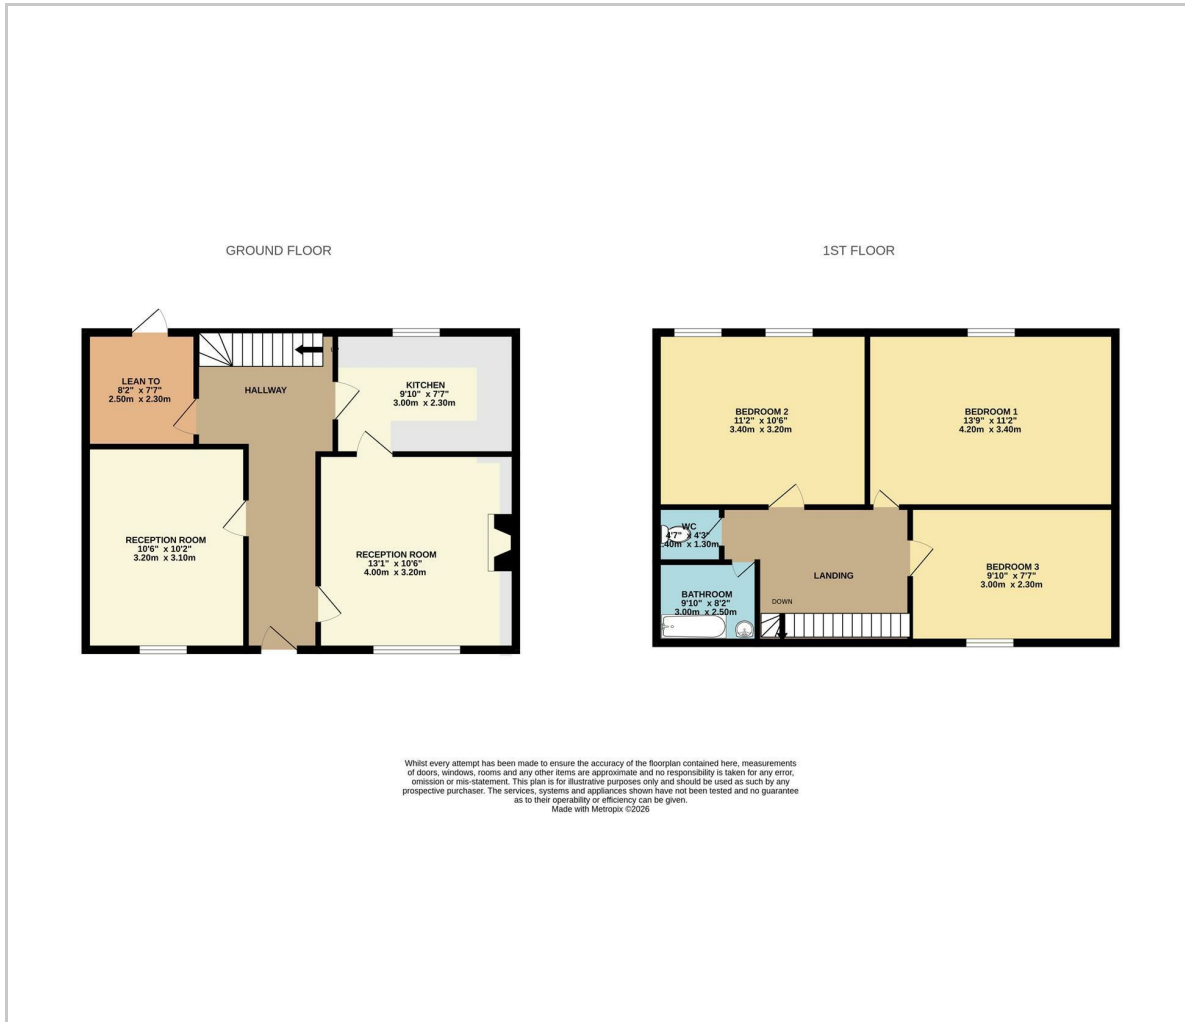 GROUND FLOOR
LEAN TO
8'2" x 7'7"
2.50m x 2.30m
HALLWAY
KITCHEN
9'10" x 7'7"
3.00m x 2.30m
RECEPTION ROOM
10'6" x 10'2"
3.20m x 3.10m
RECEPTION ROOM
13'1" x 10'6"
4.00m x 3.20m
1ST FLOOR
BEDROOM 2
11'2" x 10'6"
3.40m x 3.20m
BEDROOM 1
13'9" x 11'2"
4.20m x 3.40m
WC
4'7" x 4'3"
.40m x 1.30m
BATHROOM
9'10" x 8'2"
3.00m x 2.50m
LANDING
DOWN
BEDROOM 3
9'10" x 7'7"
3.00m x 2.30m
Whilst every attempt has been made to ensure the accuracy of the floorplan contained here, measurements
of doors, windows, rooms and any other items are approximate and no responsibility is taken for any error,
omission or mis-statement. This plan is for illustrative purposes only and should be used as such by any
prospective purchaser. The services, systems and appliances shown have not been tested and no guarantee
as to their operability or efficiency can be given.
Made with Metropix ©2026